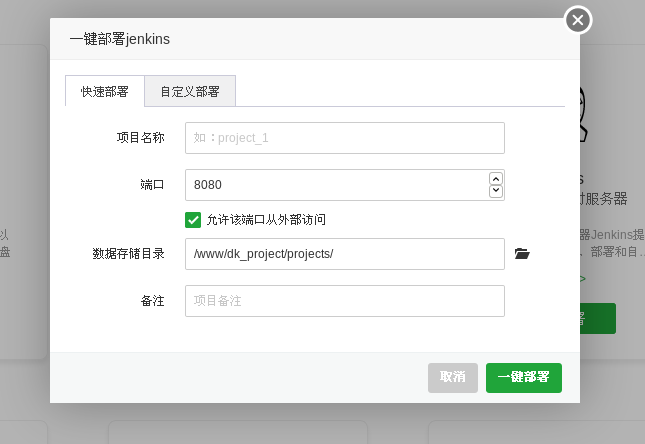 一键部署jenkins
快速部署
自定义部署
项目名称
如：project_1
端口
8080
允许该端口从外部访问
数据存储目录
/www/dk_project/projects/
备注
项目备注
取消
一键部署
服务器
器Jenkins提
、部署和自...
以
盘